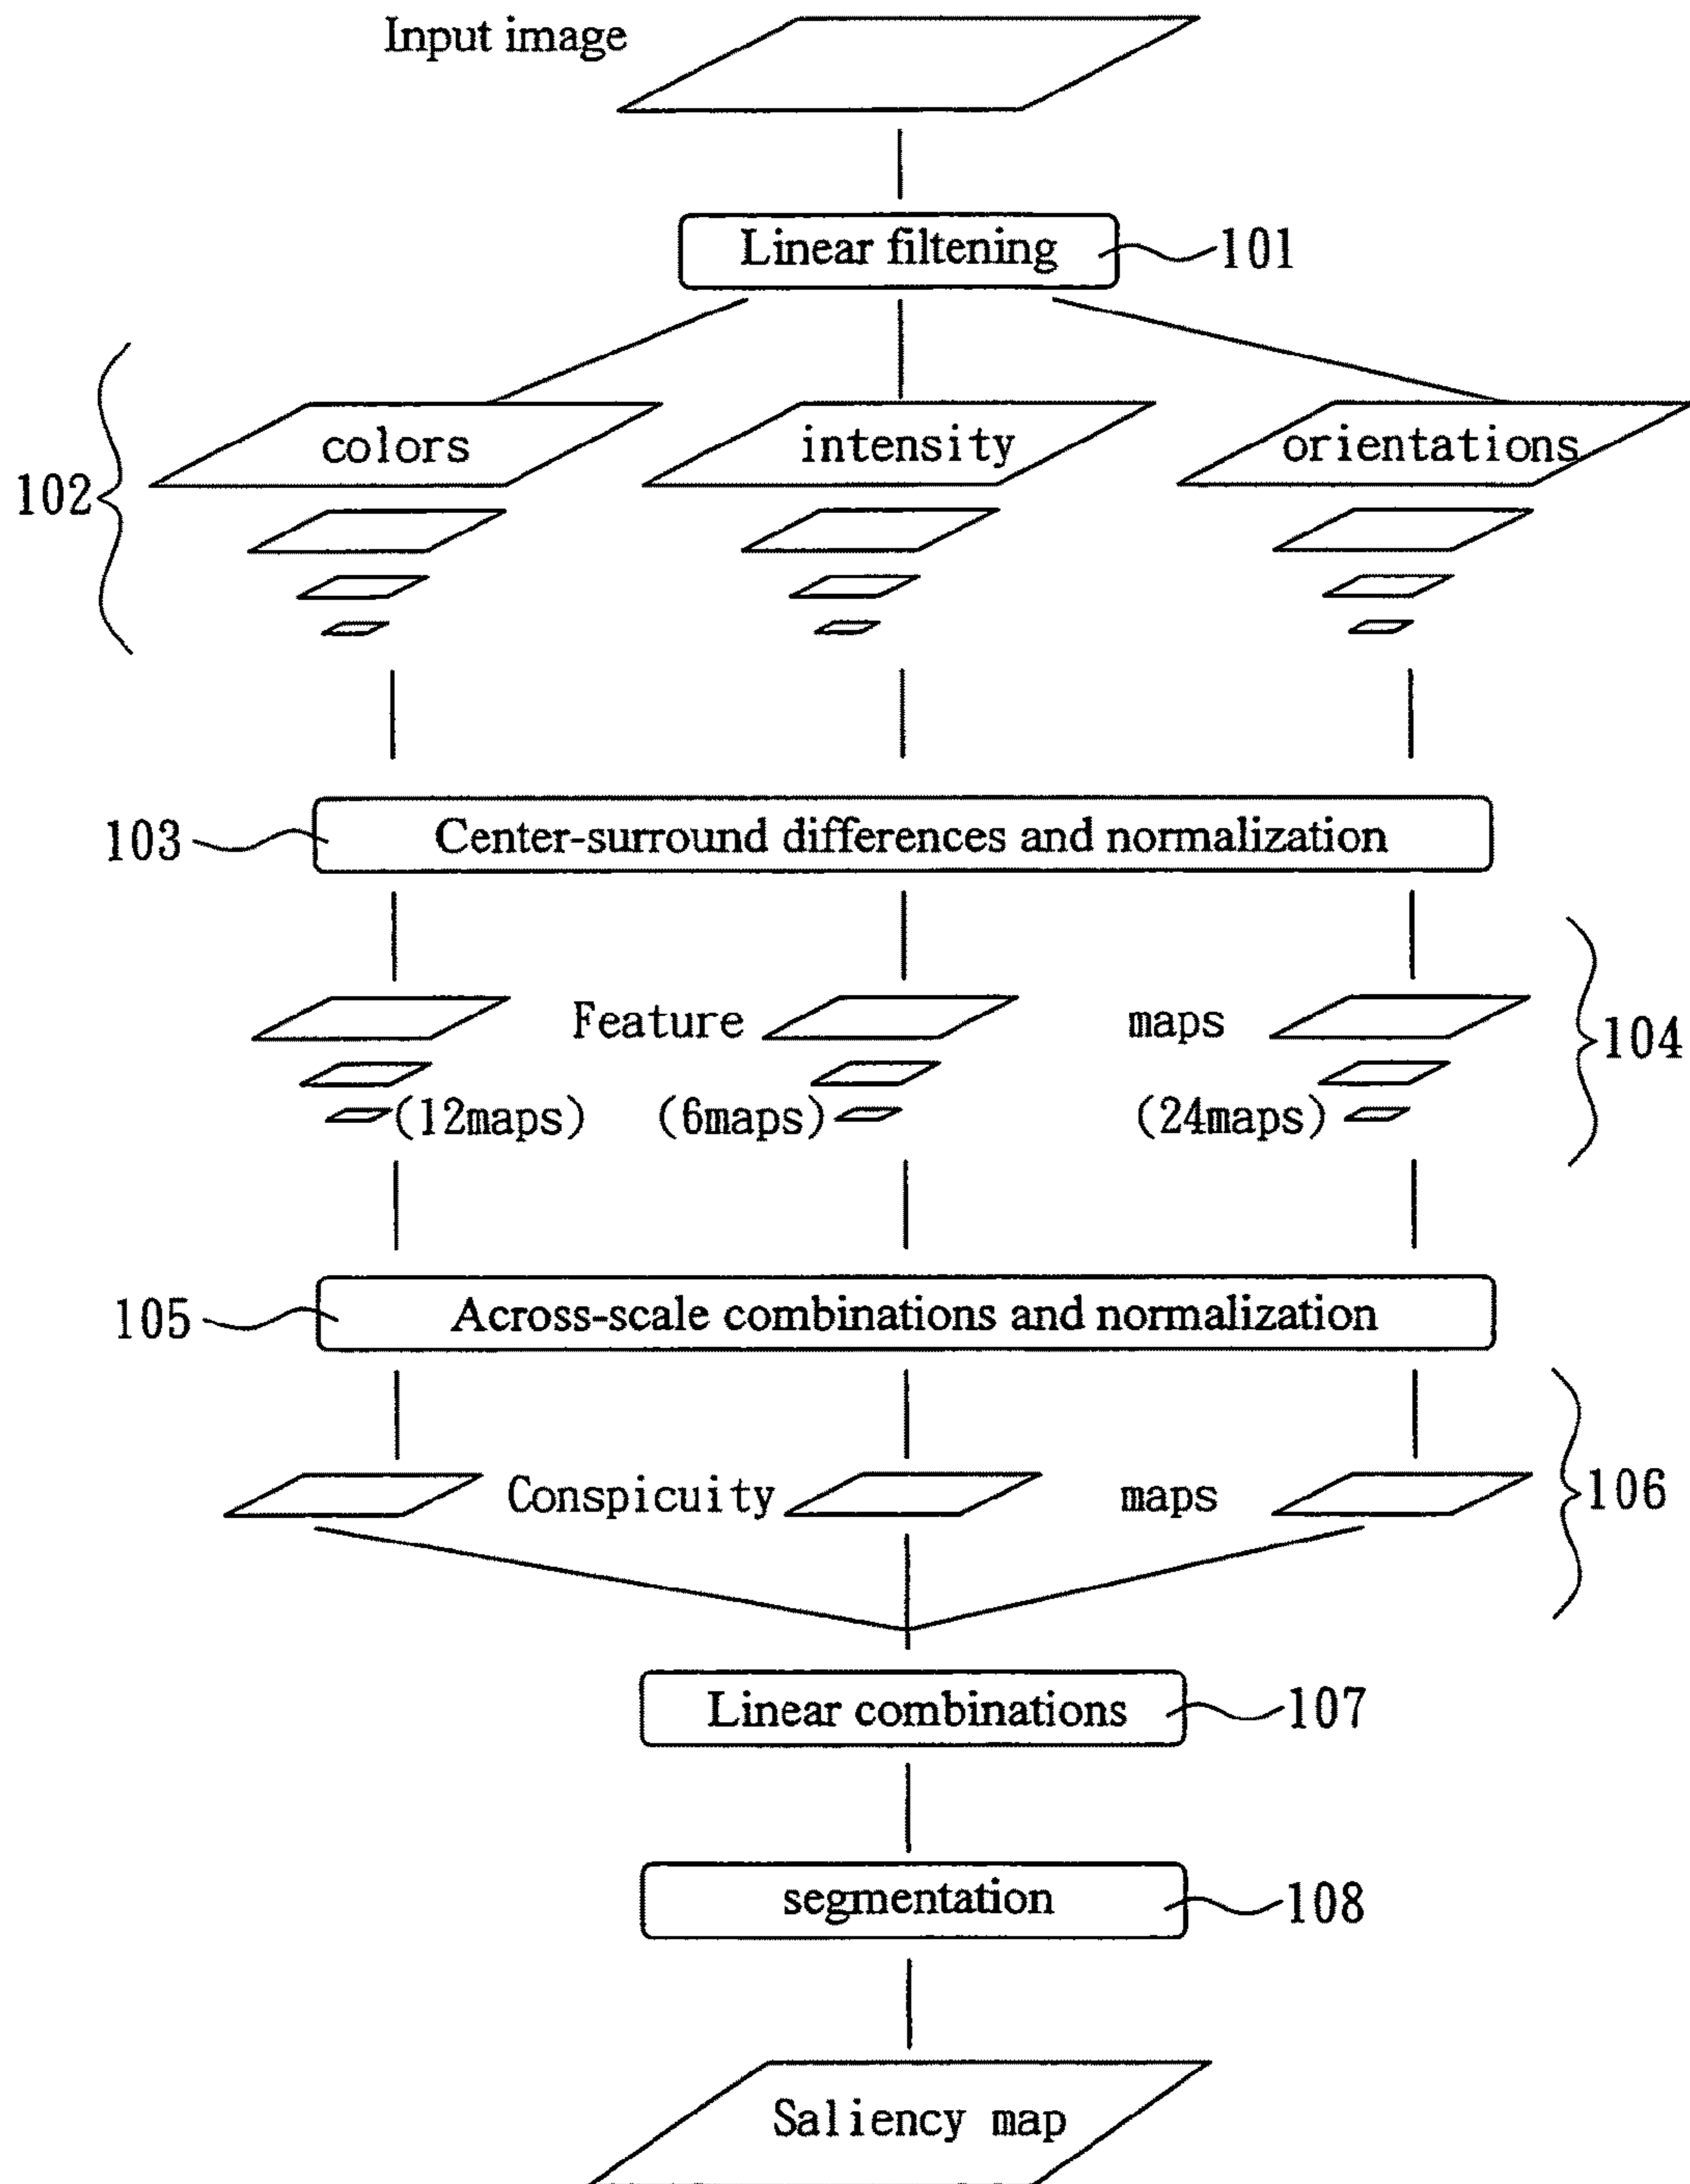 Input image
Linear filtening
101
colors
intensity
orientations
102
Center-surround differences and normalization
103
Feature
maps
104
(12maps)
(6maps)
(24maps)
Across-scale combinations and normalization
105
Conspicuity
maps
106
Linear combinations
107
segmentation
108
Saliency map